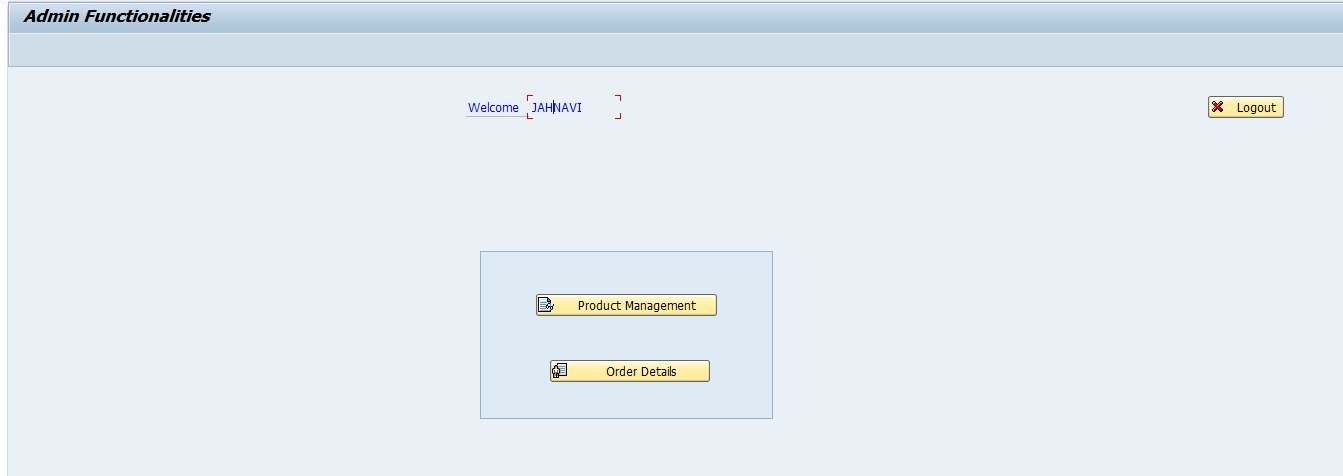 Admin Functionalities
Welcome JAHNAVI
Logout
Product Management
Order Details